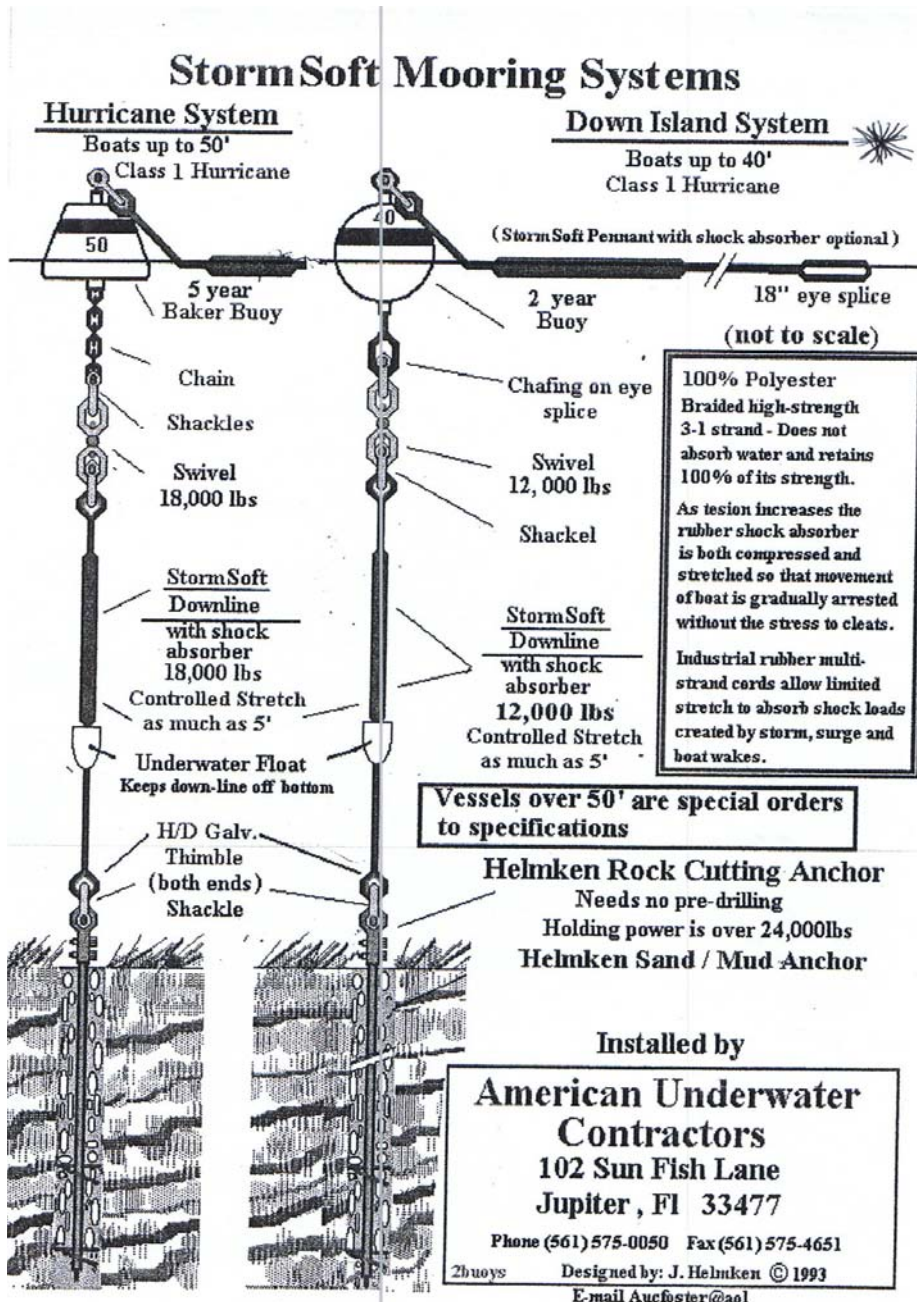 StormSoft Mooring Systems
Hurricane System
Boats up to 50'
Class 1 Hurricane
50
5 year
Baker Buoy
Chain
Shackles
Swivel
18,000 lbs
StormSoft
Downline
with shock
absorber
18,000 lbs
Controlled Stretch
as much as 5'
Underwater Float
Keeps down-line off bottom
H/D Galv.
Thimble
(both ends)
Shackle
Down Island System
Boats up to 40'
Class 1 Hurricane
40
(StormSoft Pennant with shock absorber optional)
2 year
Buoy
18" eye splice
(not to scale)
Chafing on eye
splice
Swivel
12, 000 lbs
Shackel
StormSoft
Downline
with shock
absorber
12,000 lbs
Controlled Stretch
as much as 5'
100% Polyester
Braided high-strength
3-1 strand - Does not
absorb water and retains
100% of its strength.
As tesion increases the
rubber shock absorber
is both compressed and
stretched so that movement
of boat is gradually arrested
without the stress to cleats.
Industrial rubber multi-
strand cords allow limited
stretch to absorb shock loads
created by storm, surge and
boat wakes.
Vessels over 50' are special orders
to specifications
Helmken Rock Cutting Anchor
Needs no pre-drilling
Holding power is over 24,000lbs
Helmken Sand / Mud Anchor
Installed by
American Underwater
Contractors
102 Sun Fish Lane
Jupiter , Fl 33477
Phone (561) 575-0050 Fax (561) 575-4651
2buoys Designed by: J. Helmken © 1993
E-mail Aucfoster@aol